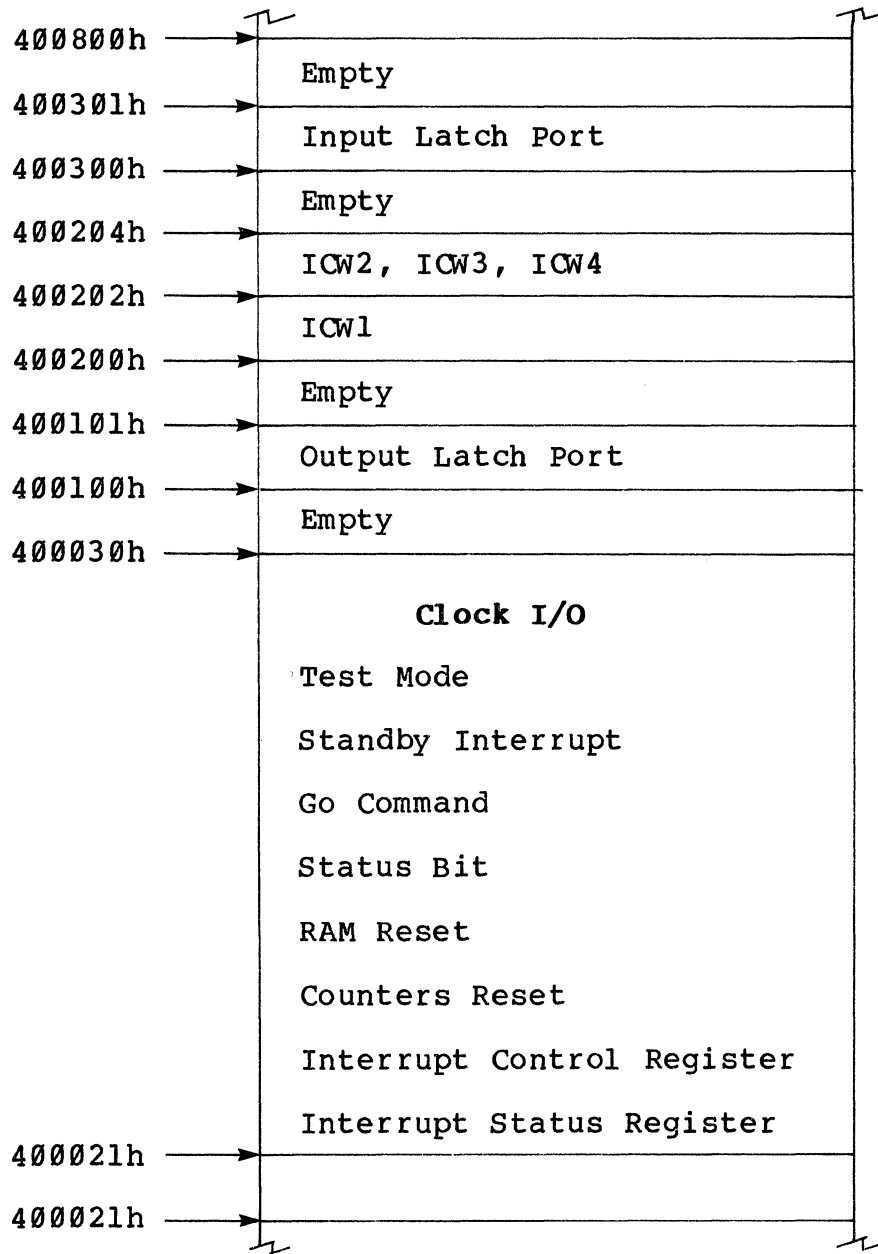 400800h
Empty
400301h
Input Latch Port
400300h
Empty
400204h
ICW2, ICW3, ICW4
400202h
ICW1
400200h
Empty
400101h
Output Latch Port
400100h
Empty
400030h
Clock I/O
Test Mode
Standby Interrupt
Go Command
Status Bit
RAM Reset
Counters Reset
Interrupt Control Register
Interrupt Status Register
400021h
400021h